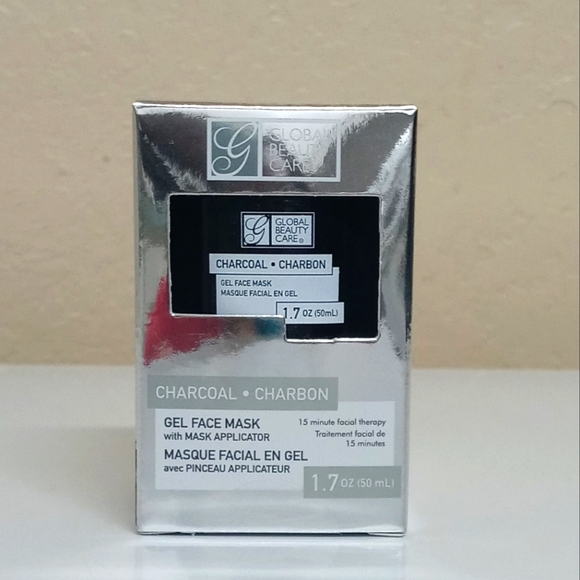 G GLOBAL
BEAUTY
CARE
G GLOBAL
BEAUTY
CARE®
CHARCOAL • CHARBON
GEL FACE MASK
MASQUE FACIAL EN GEL
1.7 OZ (50mL)
CHARCOAL • CHARBON
GEL FACE MASK
with MASK APPLICATOR
15 minute facial therapy
Traitement facial de
15 minutes
MASQUE FACIAL EN GEL
avec PINCEAU APPLICATEUR
1.7 OZ (50 mL)